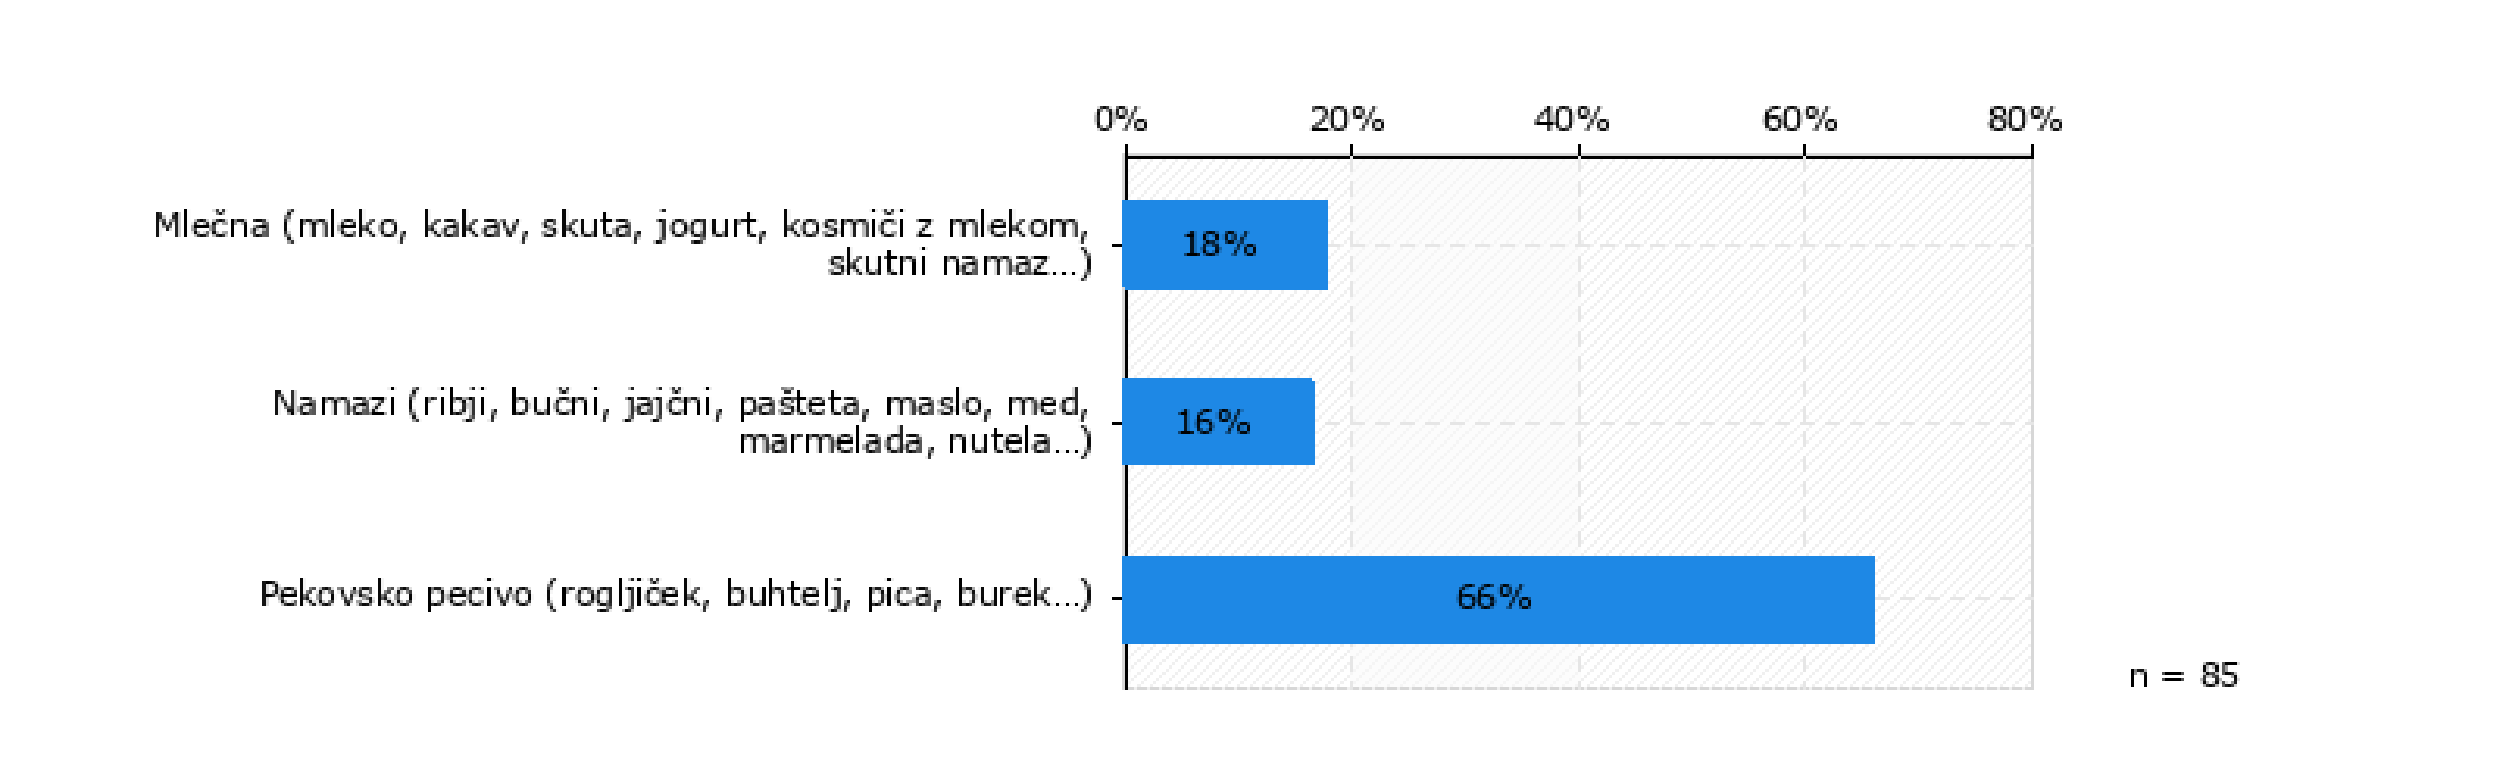 0% 20% 40% 60% 80%
Mlečna (mleko, kakav, skuta, jogurt, kosmiči z mlekom,
skutni namaz...)
18%
Namazi (ribji, bučni, jajčni, pašteta, maslo, med,
marmelada, nutela...)
16%
Pekovsko pecivo (rogljiček, buhtelj, pica, burek...)
66%
n = 85